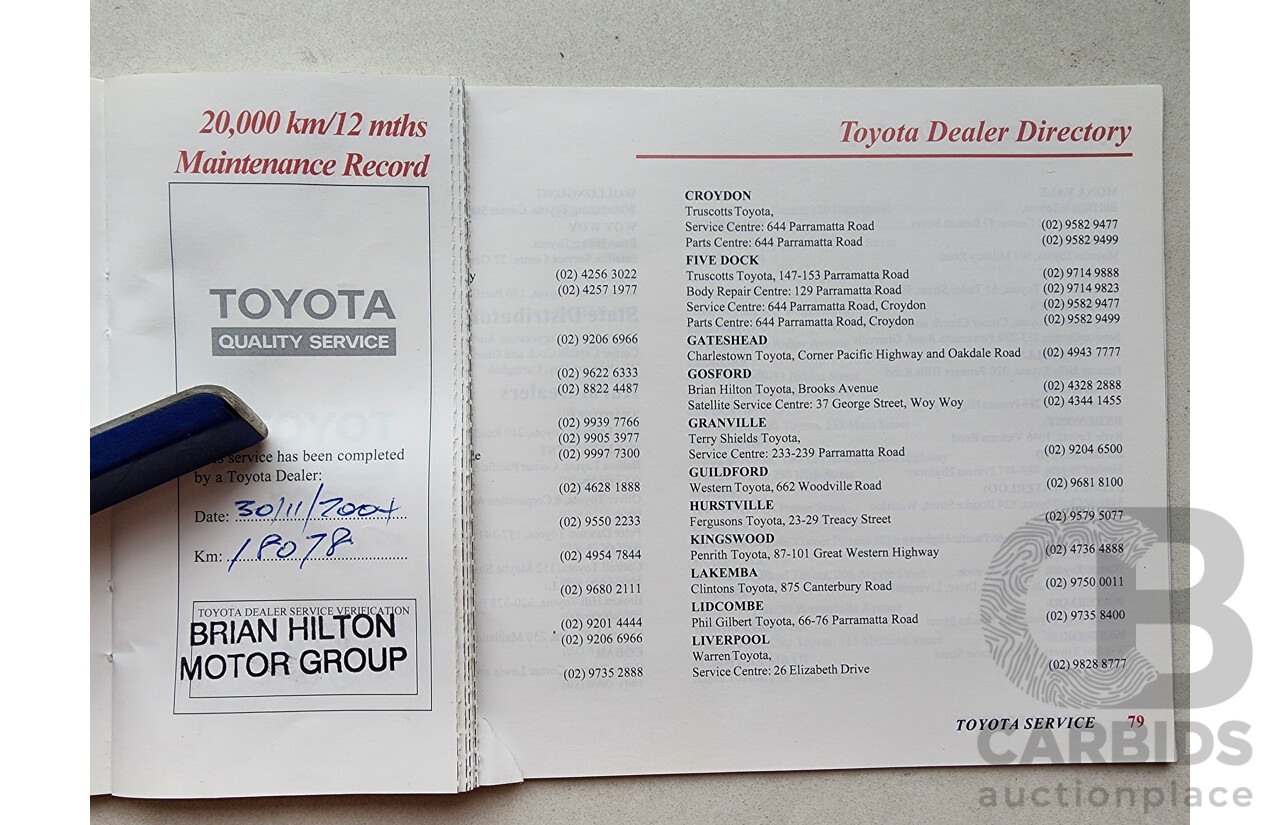 20,000 km/12 mths
Maintenance Record
TOYOTA
QUALITY SERVICE
service has been completed
by a Toyota Dealer:
Date: 30/11/2004
Km: 18078
TOYOTA DEALER SERVICE VERIFICATION
BRIAN HILTON
MOTOR GROUP
(02) 4256 3022
(02) 4257 1977
(02) 9206 6966
(02) 9622 6333
(02) 8822 4487
(02) 9939 7766
(02) 9905 3977
(02) 9997 7300
(02) 4628 1888
(02) 9550 2233
(02) 4954 7844
(02) 9680 2111
(02) 9201 4444
(02) 9206 6966
(02) 9735 2888
Toyota Dealer Directory
CROYDON
Truscotts Toyota,
Service Centre: 644 Parramatta Road (02) 9582 9477
Parts Centre: 644 Parramatta Road (02) 9582 9499
FIVE DOCK
Truscotts Toyota, 147-153 Parramatta Road (02) 9714 9888
Body Repair Centre: 129 Parramatta Road (02) 9714 9823
Service Centre: 644 Parramatta Road, Croydon (02) 9582 9477
Parts Centre: 644 Parramatta Road, Croydon (02) 9582 9499
GATESHEAD
Charlestown Toyota, Corner Pacific Highway and Oakdale Road (02) 4943 7777
GOSFORD
Brian Hilton Toyota, Brooks Avenue (02) 4328 2888
Satellite Service Centre: 37 George Street, Woy Woy (02) 4344 1455
GRANVILLE
Terry Shields Toyota,
Service Centre: 233-239 Parramatta Road (02) 9204 6500
GUILDFORD
Western Toyota, 662 Woodville Road (02) 9681 8100
HURSTVILLE
Fergusons Toyota, 23-29 Treacy Street (02) 9579 5077
KINGSWOOD
Penrith Toyota, 87-101 Great Western Highway (02) 4736 4888
LAKEMBA
Clintons Toyota, 875 Canterbury Road (02) 9750 0011
LIDCOMBE
Phil Gilbert Toyota, 66-76 Parramatta Road (02) 9735 8400
LIVERPOOL
Warren Toyota,
Service Centre: 26 Elizabeth Drive (02) 9828 8777
TOYOTA SERVICE 79
CB
CARBIDS
auctionplace